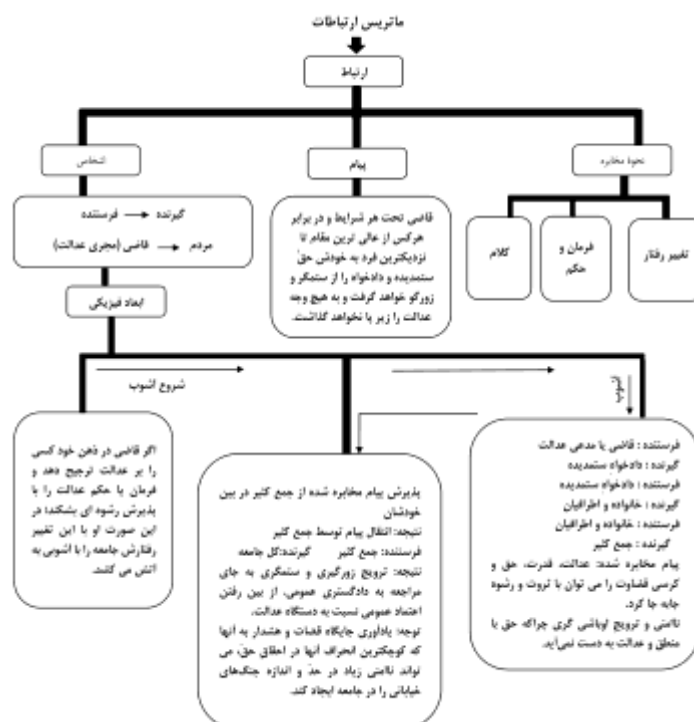 ماتریس ارتباطات
ارتباط
نحوهٔ مخابره
پیام
اشخاص
تغییر رفتار
فرمان و
حکم
کلام
قاضی تحت هر شرایط و در برابر
هرکس از عالی ترین مقام تا
نزدیکترین فرد به خودش حق
ستمدیده و دادخواه را از ستمگر و
زورگو خواهد گرفت و به هیچ وجه
عدالت را زیر پا نخواهد گذاشت.
گیرنده فرستنده
مردم قاضی (مجری عدالت)
ابعاد فیزیکی
شروع آشوب
آشوب
فرستنده : قاضی یا مدعی عدالت
گیرنده : دادخواهِ ستمدیده
فرستنده : دادخواهِ ستمدیده
گیرنده : خانواده و اطرافیان
فرستنده : خانواده و اطرافیان
گیرنده : جمع کثیر
پیام مخابره شده: عدالت، قدرت، حق و
کرسی قضاوت را می توان با ثروت و رشوه
جابه جا کرد.
ناامنی و ترویج اوباشی گری چراکه حق با
منطق و عدالت به دست نمی‌آید.
پذیرش پیام مخابره شده از جمع کثیر در بین
خودشان
نتیجه: انتقال پیام توسط جمع کثیر
فرستنده: جمع کثیر گیرنده:کل جامعه
نتیجه: ترویج زورگیری و ستمگری به جای
مراجعه به دادگستری عمومی، از بین رفتن
اعتماد عمومی نسبت به دستگاه عدالت.
توجه: یادآوری جایگاه قضات و هشدار به آنها
که کوچکترین انحراف آنها در احقاق حق، می
تواند ناامنی زیاد در حدّ و اندازه جنگ‌های
خیابانی را در جامعه ایجاد کند.
اگر قاضی در ذهن خود کسی
را بر عدالت ترجیح دهد و
فرمان یا حکم عدالت را با
پذیرش رشوه ای بشکند؛ در
این صورت او با این تغییر
رفتارش جامعه را با آشوبی به
آتش می کشد.